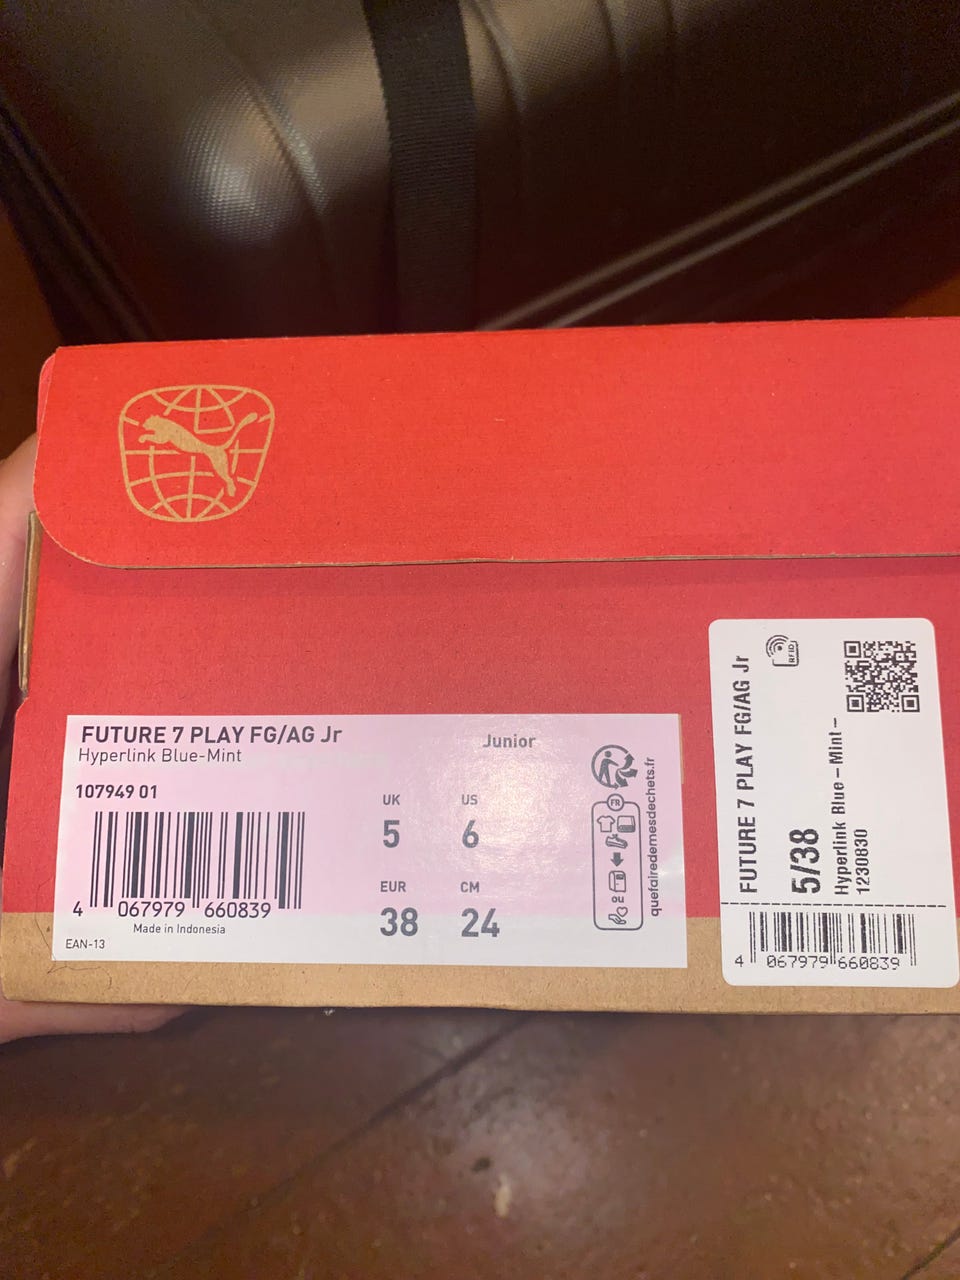 FUTURE 7 PLAY FG/AG Jr
Hyperlink Blue-Mint
107949 01
4 067979 660839
Made in Indonesia
EAN-13
Junior
UK US
5 6
EUR CM
38 24
FR
OU
quefairedemesdechets.fr
RFID
FUTURE 7 PLAY FG/AG Jr
5/38
Hyperlink Blue – Mint –
1230830
4 067979 660839